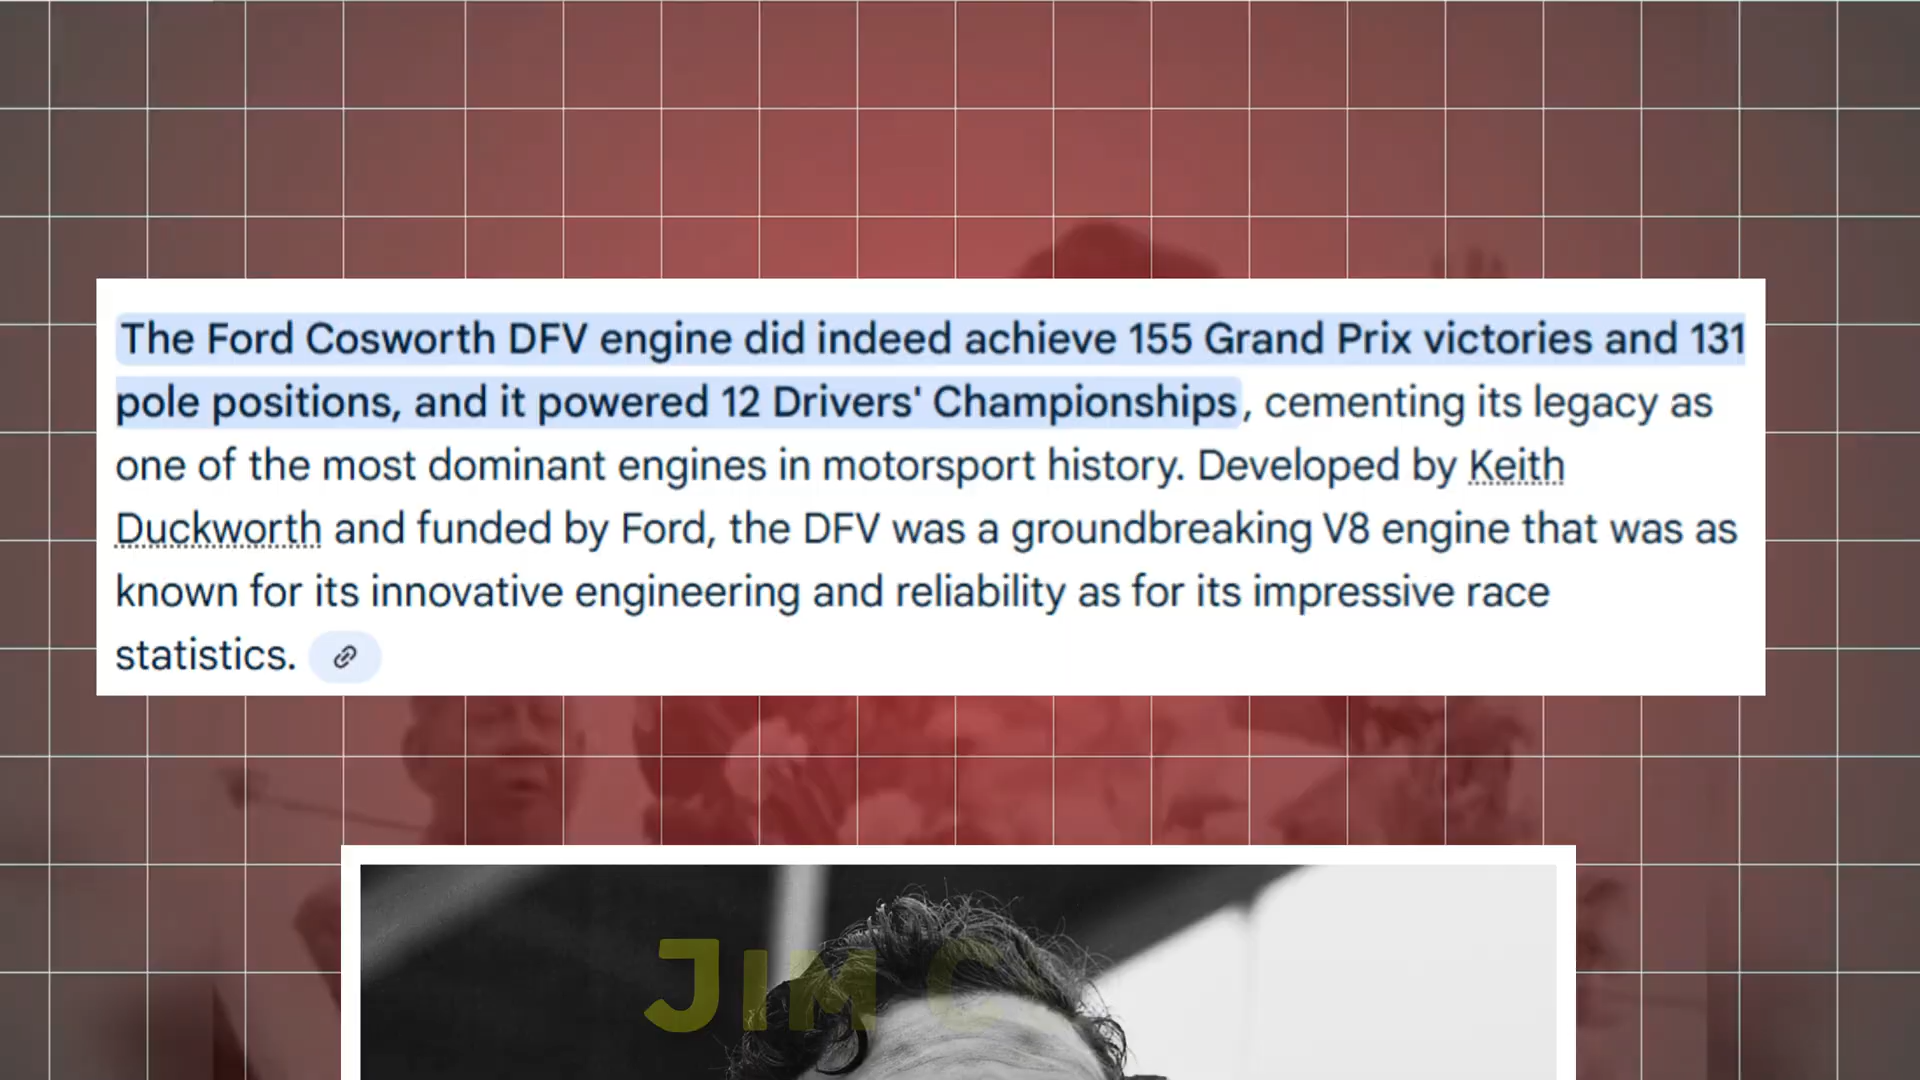 The Ford Cosworth DFV engine did indeed achieve 155 Grand Prix victories and 131
pole positions, and it powered 12 Drivers' Championships, cementing its legacy as
one of the most dominant engines in motorsport history. Developed by Keith
Duckworth and funded by Ford, the DFV was a groundbreaking V8 engine that was as
known for its innovative engineering and reliability as for its impressive race
statistics.
JIM C